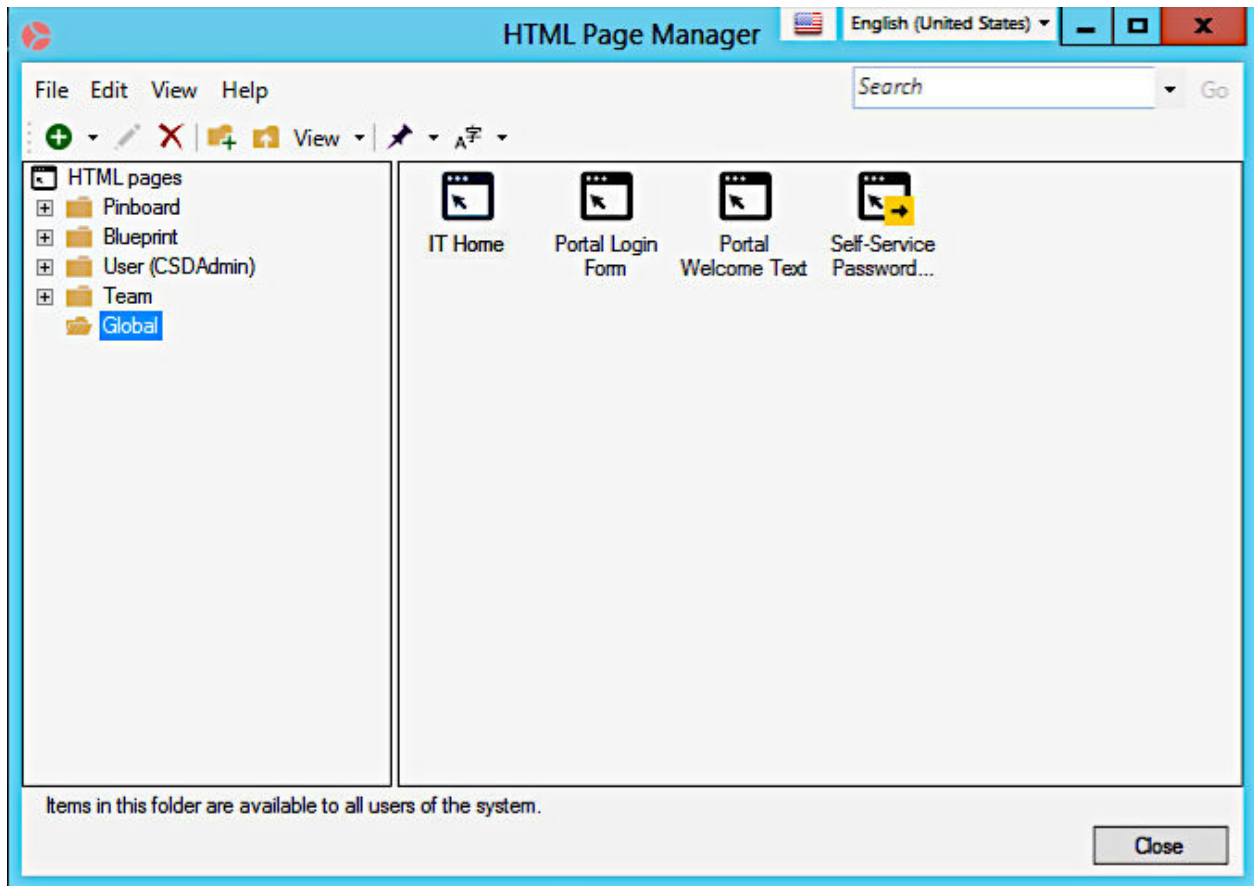 HTML Page Manager
English (United States)
File Edit View Help
Search
Go
View
A字
HTML pages
Pinboard
Blueprint
User (CSDAdmin)
Team
Global
IT Home
Portal Login
Form
Portal
Welcome Text
Self-Service
Password...
Items in this folder are available to all users of the system.
Close